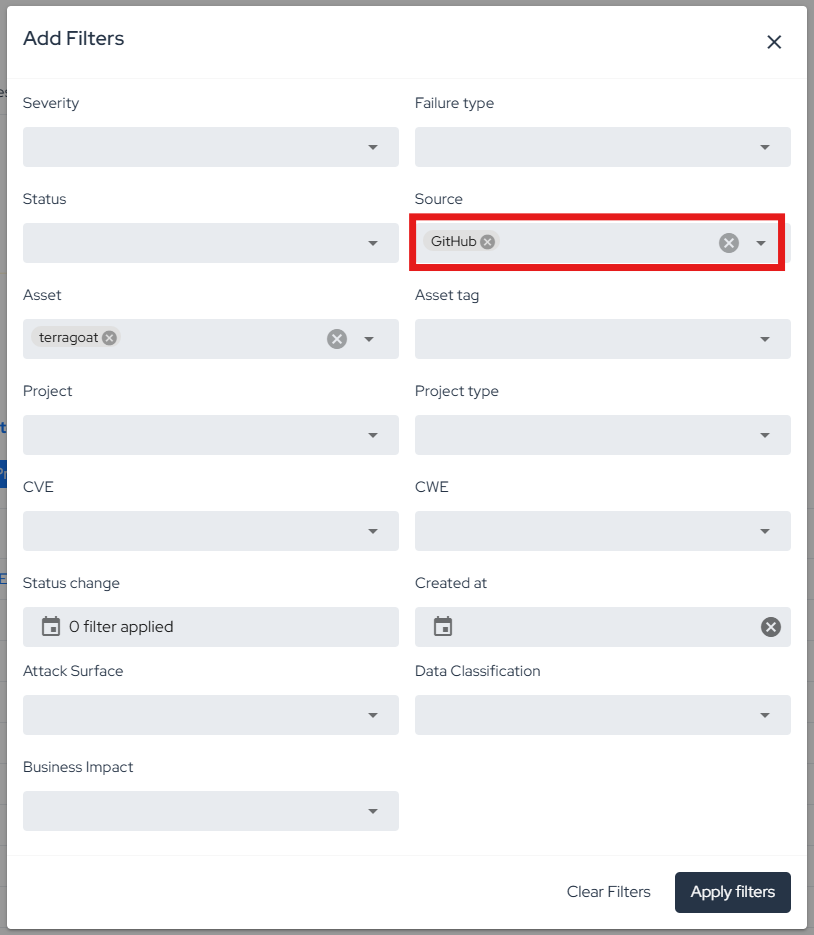 Add Filters
Severity
Failure type
Status
Source
GitHub
Asset
Asset tag
terragoat
Project
Project type
CVE
CWE
Status change
Created at
0 filter applied
Attack Surface
Data Classification
Business Impact
Clear Filters
Apply filters